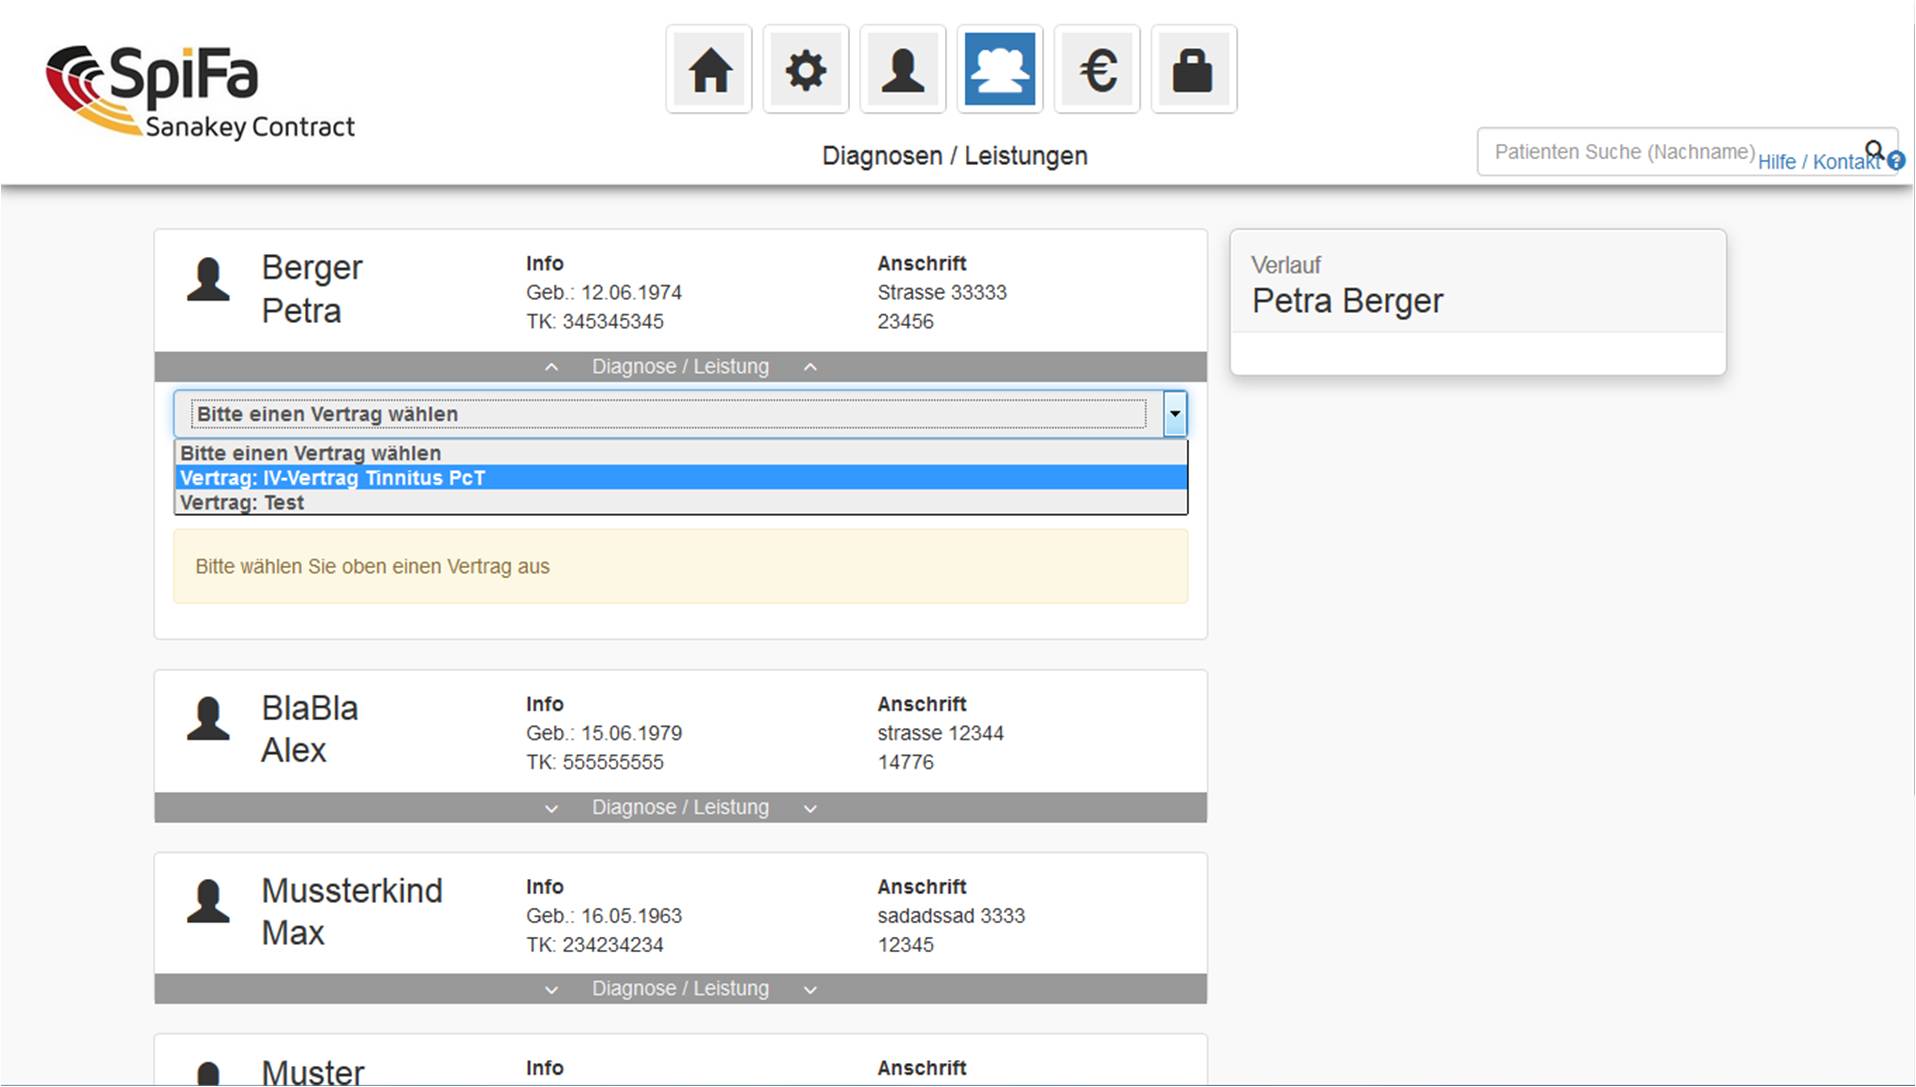 SpiFa
Sanakey Contract
€
Diagnosen / Leistungen
Patienten Suche (Nachname)
Hilfe / Kontakt ?
Berger
Petra
Info
Geb.: 12.06.1974
TK: 345345345
Anschrift
Strasse 33333
23456
Diagnose / Leistung
Bitte einen Vertrag wählen
Bitte einen Vertrag wählen
Vertrag: IV-Vertrag Tinnitus PcT
Vertrag: Test
Bitte wählen Sie oben einen Vertrag aus
Verlauf
Petra Berger
BlaBla
Alex
Info
Geb.: 15.06.1979
TK: 555555555
Anschrift
strasse 12344
14776
Diagnose / Leistung
Mussterkind
Max
Info
Geb.: 16.05.1963
TK: 234234234
Anschrift
sadadssad 3333
12345
Diagnose / Leistung
Muster
Info
Anschrift